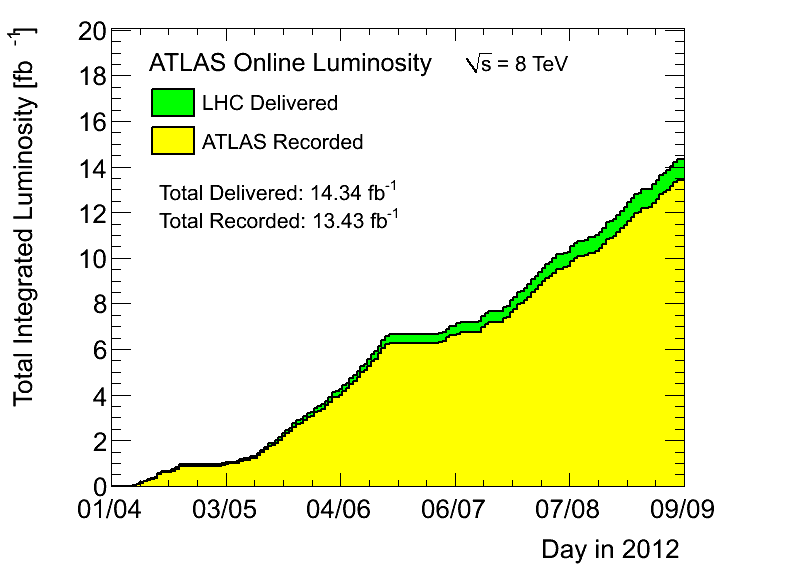 Total Integrated Luminosity [fb⁻¹]
20
18
16
14
12
10
8
6
4
2
0
ATLAS Online Luminosity √s = 8 TeV
LHC Delivered
ATLAS Recorded
Total Delivered: 14.34 fb⁻¹
Total Recorded: 13.43 fb⁻¹
01/04 03/05 04/06 06/07 07/08 09/09
Day in 2012